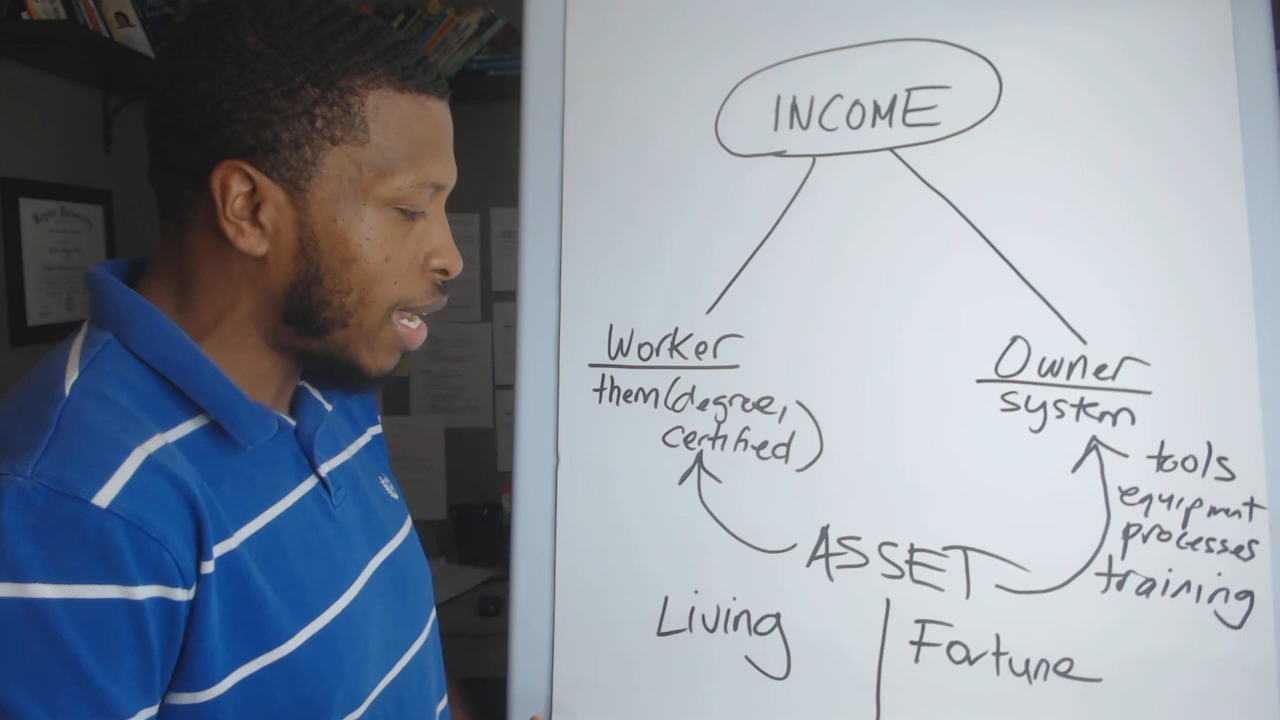 INCOME
Worker
them (degree,
certified)
Owner
system
tools
equipment
processes
training
ASSET
Living
Fortune